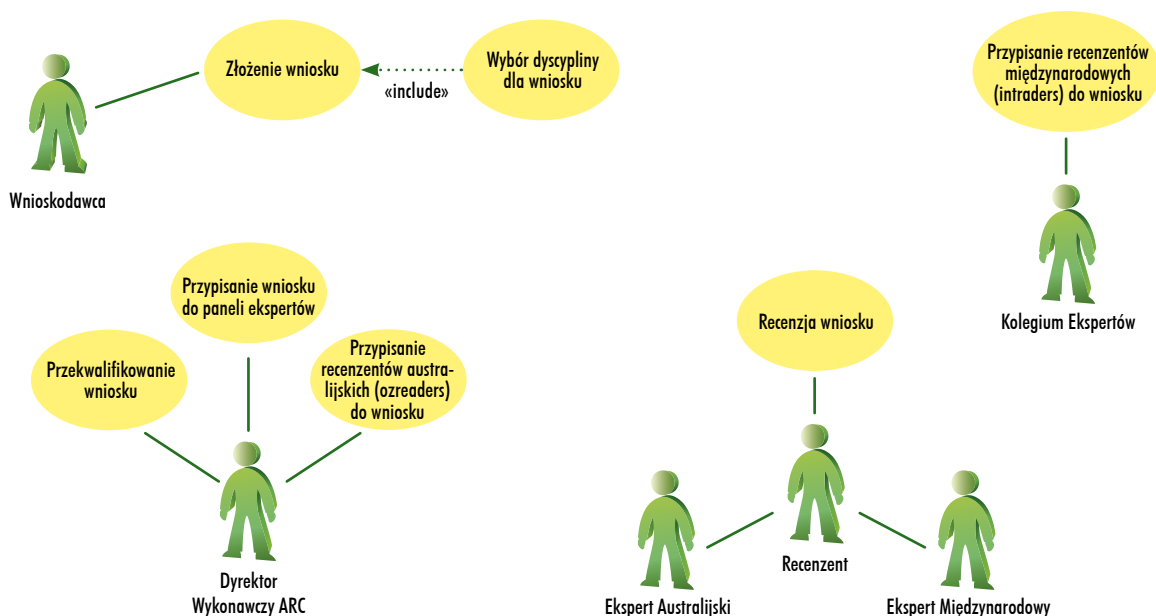 Złożenie wniosku
«include»
Wybór dyscypliny
dla wniosku
Wnioskodawca
Przypisanie recenzentów
międzynarodowych
(intraders) do wniosku
Kolegium Ekspertów
Przypisanie wniosku
do paneli ekspertów
Przekwalifikowanie
wniosku
Przypisanie
recenzentów austra-
lijskich (ozreaders)
do wniosku
Dyrektor
Wykonawczy ARC
Recenzja wniosku
Recenzent
Ekspert Australijski
Ekspert Międzynarodowy